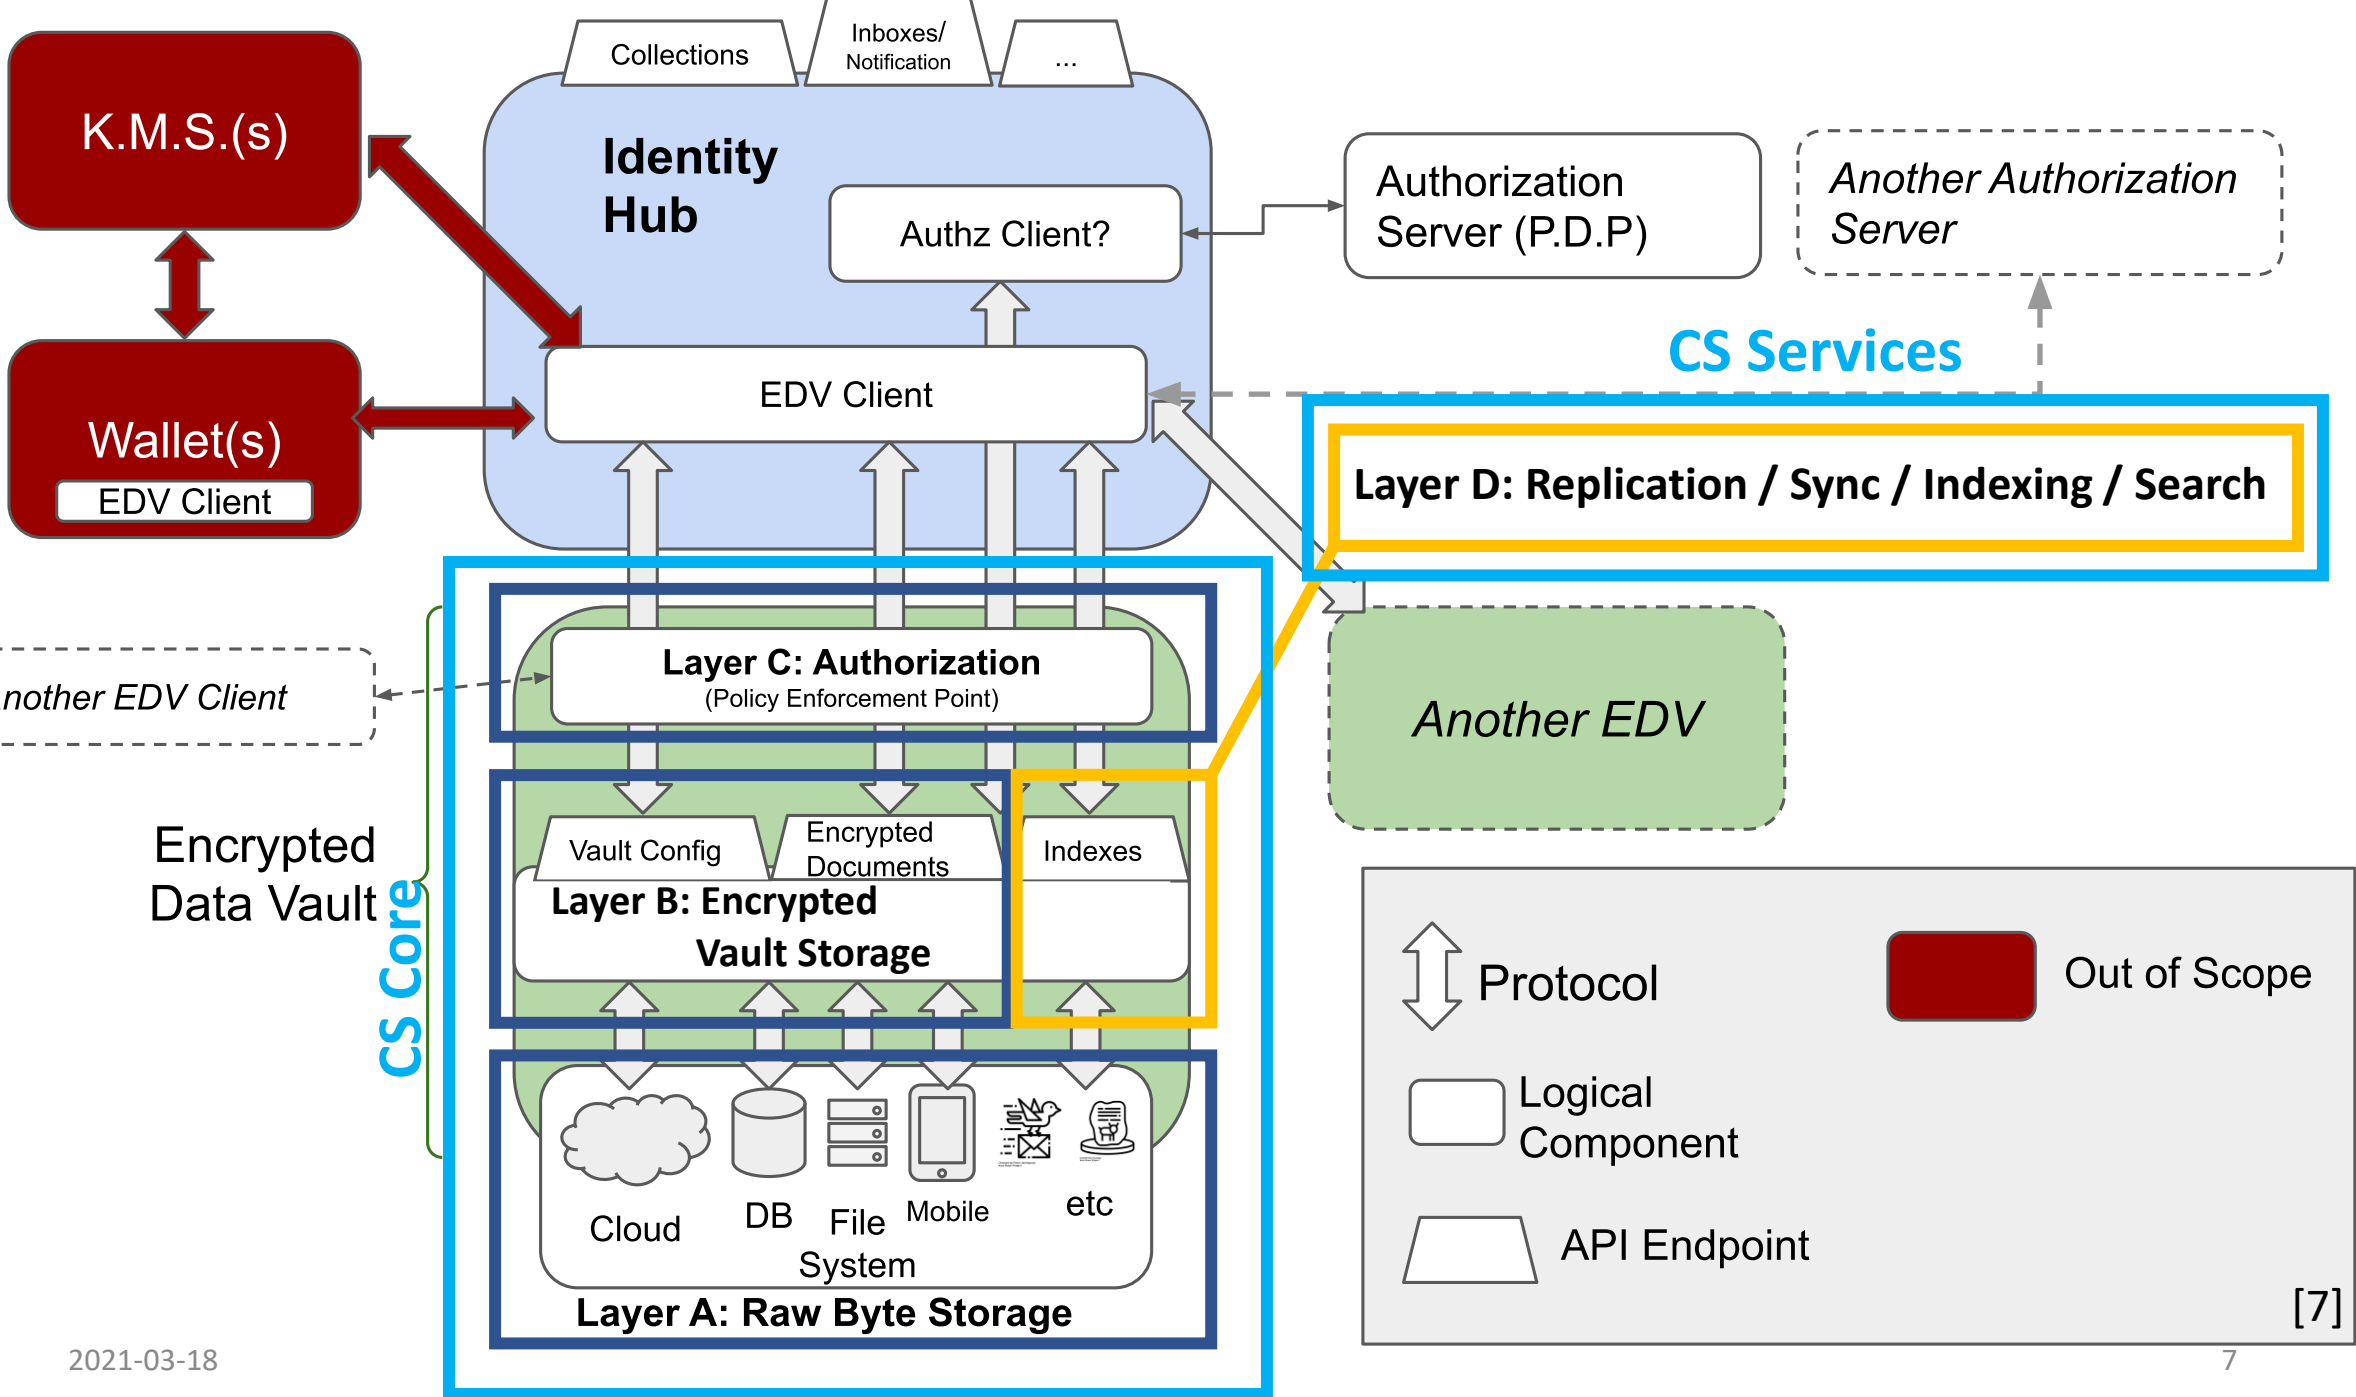 Collections
Inboxes/
Notification
...
K.M.S.(s)
Identity
Hub
Authz Client?
Authorization
Server (P.D.P)
Another Authorization
Server
CS Services
EDV Client
Wallet(s)
EDV Client
Layer D: Replication / Sync / Indexing / Search
Layer C: Authorization
(Policy Enforcement Point)
nother EDV Client
Another EDV
Encrypted
Data Vault
CS Core
Vault Config
Encrypted
Documents
Indexes
Layer B: Encrypted
Vault Storage
Cloud
DB
File
System
Mobile
etc
Layer A: Raw Byte Storage
Protocol
Out of Scope
Logical
Component
API Endpoint
[7]
2021-03-18
7